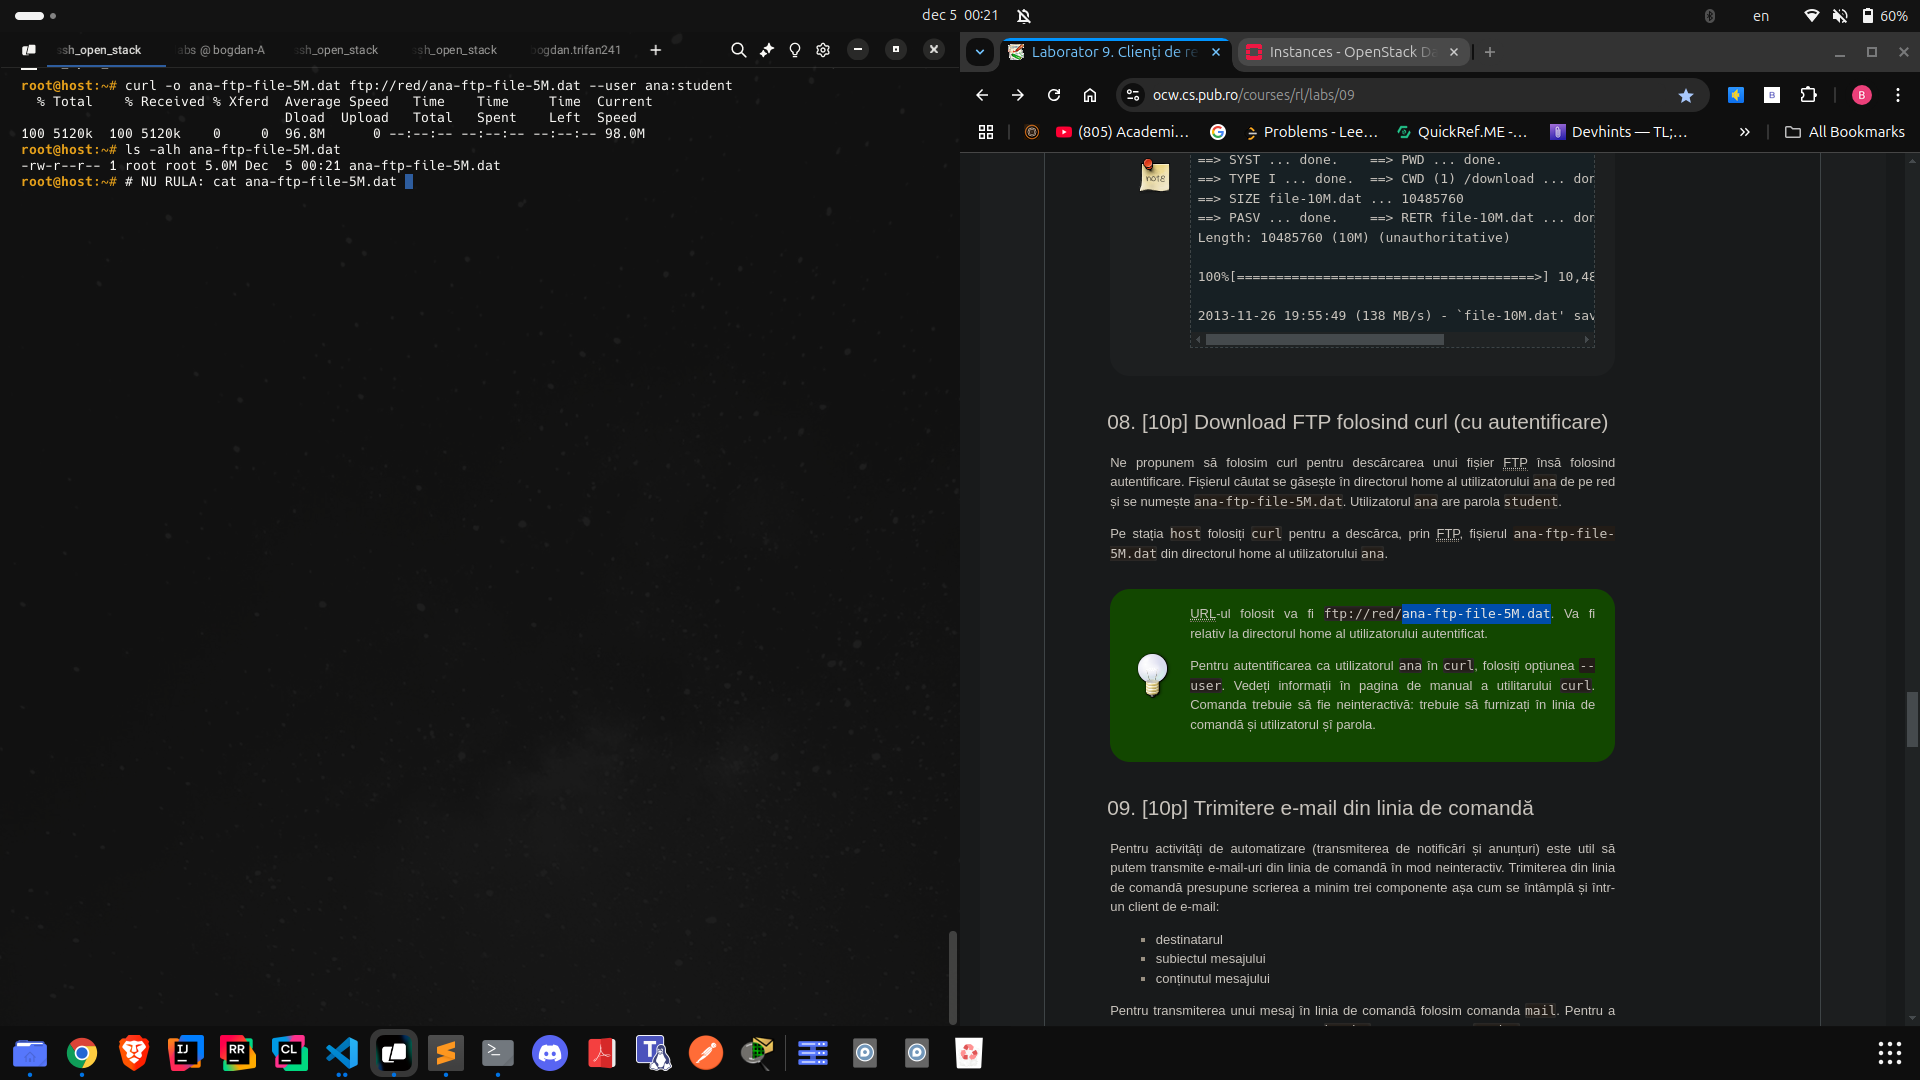 dec 5 00:21
en
60%
ssh_open_stack
abs @ bogdan-A
ssh_open_stack
ssh_open_stack
bogdan.trifan241
root@host:~# curl -o ana-ftp-file-5M.dat ftp://red/ana-ftp-file-5M.dat --user ana:student
% Total % Received % Xferd Average Speed Time Time Time Current
Dload Upload Total Spent Left Speed
100 5120k 100 5120k 0 0 96.8M 0 --:--:-- --:--:-- --:--:-- 98.0M
root@host:~# ls -alh ana-ftp-file-5M.dat
-rw-r--r-- 1 root root 5.0M Dec 5 00:21 ana-ftp-file-5M.dat
root@host:~# # NU RULA: cat ana-ftp-file-5M.dat
Laborator 9. Clienți de re
Instances - OpenStack Da
ocw.cs.pub.ro/courses/rl/labs/09
(805) Academi...
Problems - Lee...
QuickRef.ME -...
Devhints — TL;...
»
All Bookmarks
==> SYST ... done. ==> PWD ... done.
==> TYPE I ... done. ==> CWD (1) /download ... don
==> SIZE file-10M.dat ... 10485760
==> PASV ... done. ==> RETR file-10M.dat ... don
Length: 10485760 (10M) (unauthoritative)
100%[======================================>] 10,48
2013-11-26 19:55:49 (138 MB/s) - `file-10M.dat' sav
08. [10p] Download FTP folosind curl (cu autentificare)
Ne propunem să folosim curl pentru descărcarea unui fișier FTP însă folosind
autentificare. Fișierul căutat se găsește în directorul home al utilizatorului ana de pe red
și se numește ana-ftp-file-5M.dat. Utilizatorul ana are parola student.
Pe stația host folosiți curl pentru a descărca, prin FTP, fișierul ana-ftp-file-
5M.dat din directorul home al utilizatorului ana.
URL-ul folosit va fi ftp://red/ana-ftp-file-5M.dat. Va fi
relativ la directorul home al utilizatorului autentificat.
Pentru autentificarea ca utilizatorul ana în curl, folosiți opțiunea --
user. Vedeți informații în pagina de manual a utilitarului curl.
Comanda trebuie să fie neinteractivă: trebuie să furnizați în linia de
comandă și utilizatorul șî parola.
09. [10p] Trimitere e-mail din linia de comandă
Pentru activități de automatizare (transmiterea de notificări și anunțuri) este util să
putem transmite e-mail-uri din linia de comandă în mod neinteractiv. Trimiterea din linia
de comandă presupune scrierea a minim trei componente așa cum se întâmplă și într-
un client de e-mail:
destinatarul
subiectul mesajului
conținutul mesajului
Pentru transmiterea unui mesaj în linia de comandă folosim comanda mail. Pentru a